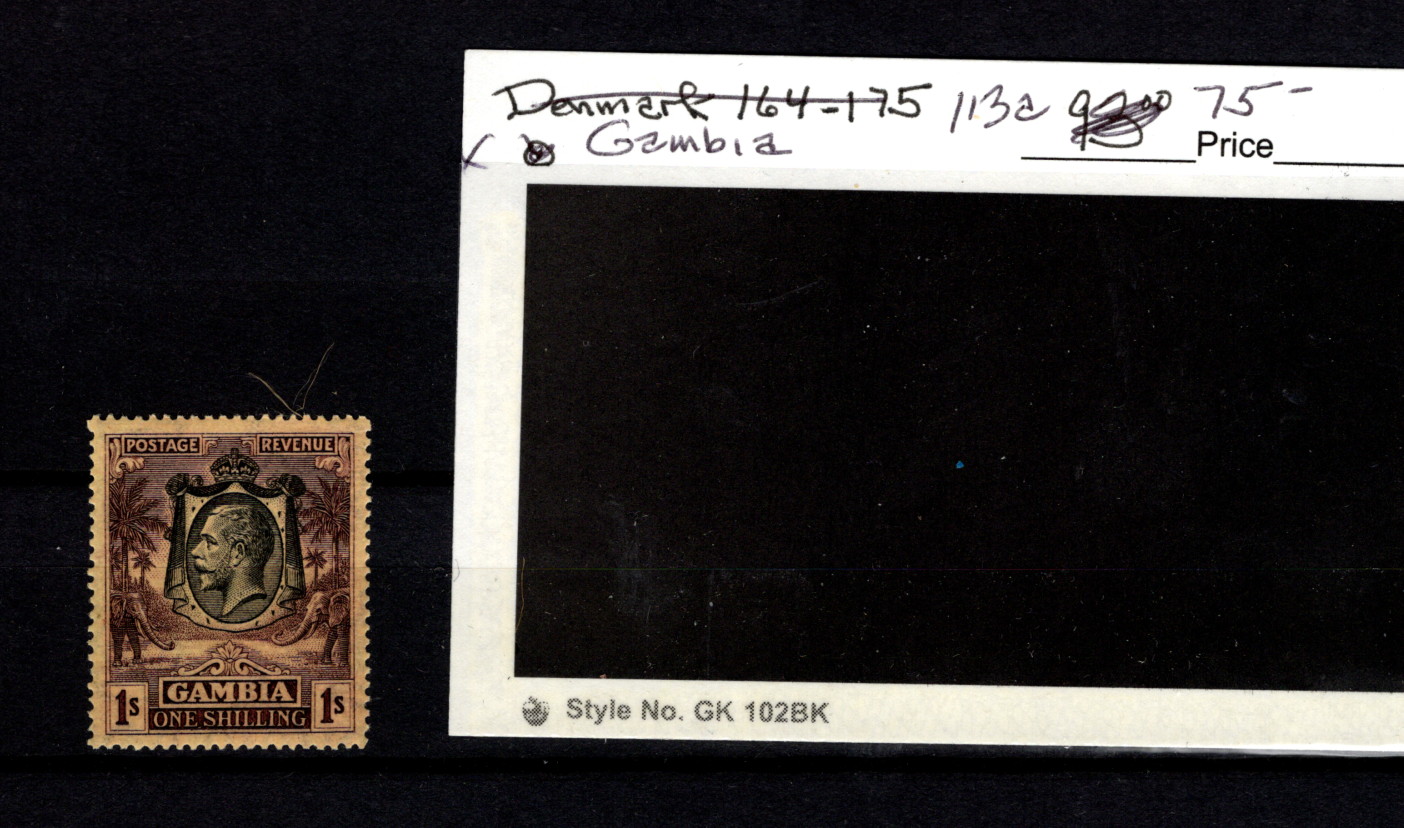 Denmark 164-175 113a 75-
Gambia
Price
POSTAGE REVENUE
GAMBIA
1s ONE SHILLING 1s
Style No. GK 102BK